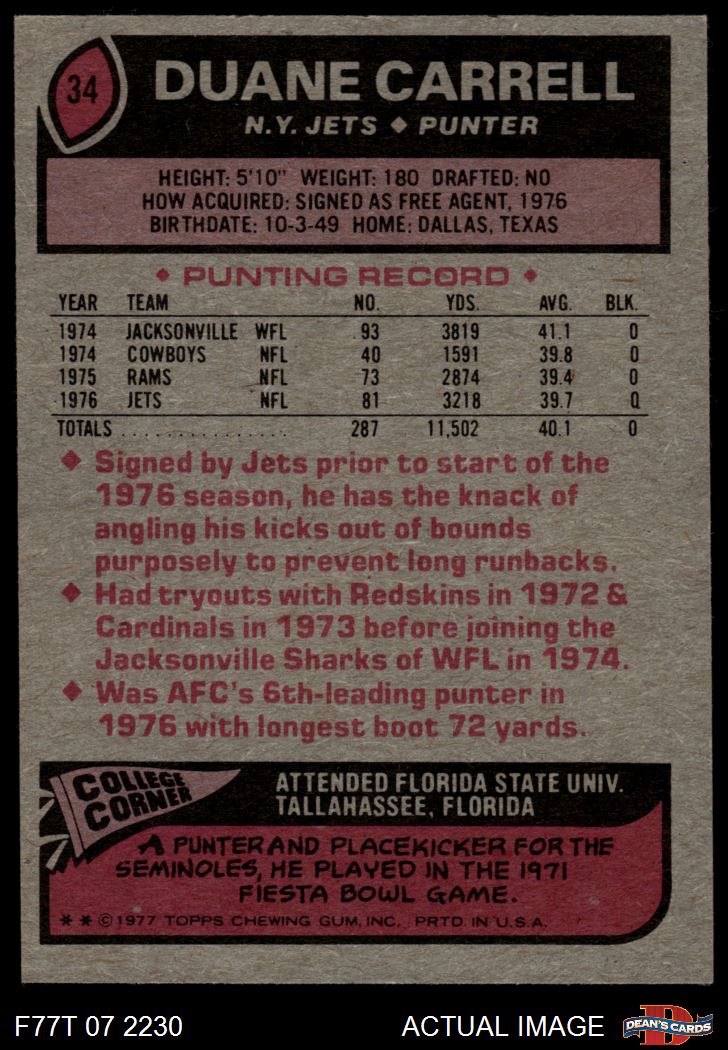 34
DUANE CARRELL
N.Y. JETS ◆ PUNTER
HEIGHT: 5'10" WEIGHT: 180 DRAFTED: NO
HOW ACQUIRED: SIGNED AS FREE AGENT, 1976
BIRTHDATE: 10-3-49 HOME: DALLAS, TEXAS
◆ PUNTING RECORD ◆
YEAR TEAM NO. YDS. AVG. BLK.
1974 JACKSONVILLE WFL 93 3819 41.1 0
1974 COWBOYS NFL 40 1591 39.8 0
1975 RAMS NFL 73 2874 39.4 0
1976 JETS NFL 81 3218 39.7 0
TOTALS . . . . . . . . . . . . . . . . 287 11,502 40.1 0
◆ Signed by Jets prior to start of the
1976 season, he has the knack of
angling his kicks out of bounds
purposely to prevent long runbacks.
◆ Had tryouts with Redskins in 1972 &
Cardinals in 1973 before joining the
Jacksonville Sharks of WFL in 1974.
◆ Was AFC's 6th-leading punter in
1976 with longest boot 72 yards.
COLLEGE
CORNER
ATTENDED FLORIDA STATE UNIV.
TALLAHASSEE, FLORIDA
A PUNTER AND PLACEKICKER FOR THE
SEMINOLES, HE PLAYED IN THE 1971
FIESTA BOWL GAME.
* * © 1977 TOPPS CHEWING GUM, INC. PRTD. IN U.S.A.
F77T 07 2230 ACTUAL IMAGE
D
DEAN'S CARDS